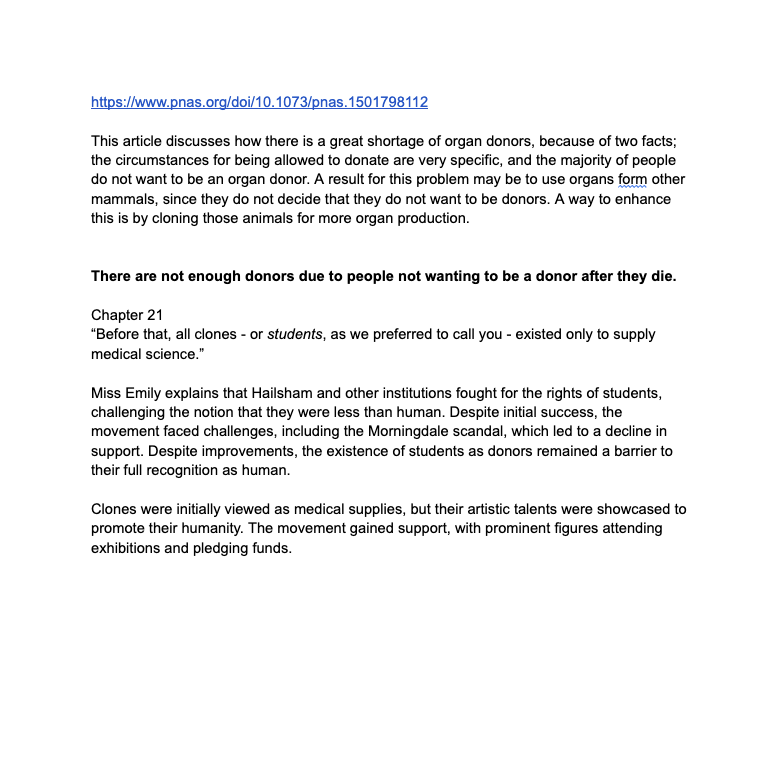 https://www.pnas.org/doi/10.1073/pnas.1501798112
This article discusses how there is a great shortage of organ donors, because of two facts;
the circumstances for being allowed to donate are very specific, and the majority of people
do not want to be an organ donor. A result for this problem may be to use organs form other
mammals, since they do not decide that they do not want to be donors. A way to enhance
this is by cloning those animals for more organ production.
There are not enough donors due to people not wanting to be a donor after they die.
Chapter 21
“Before that, all clones - or students, as we preferred to call you - existed only to supply
medical science.”
Miss Emily explains that Hailsham and other institutions fought for the rights of students,
challenging the notion that they were less than human. Despite initial success, the
movement faced challenges, including the Morningdale scandal, which led to a decline in
support. Despite improvements, the existence of students as donors remained a barrier to
their full recognition as human.
Clones were initially viewed as medical supplies, but their artistic talents were showcased to
promote their humanity. The movement gained support, with prominent figures attending
exhibitions and pledging funds.